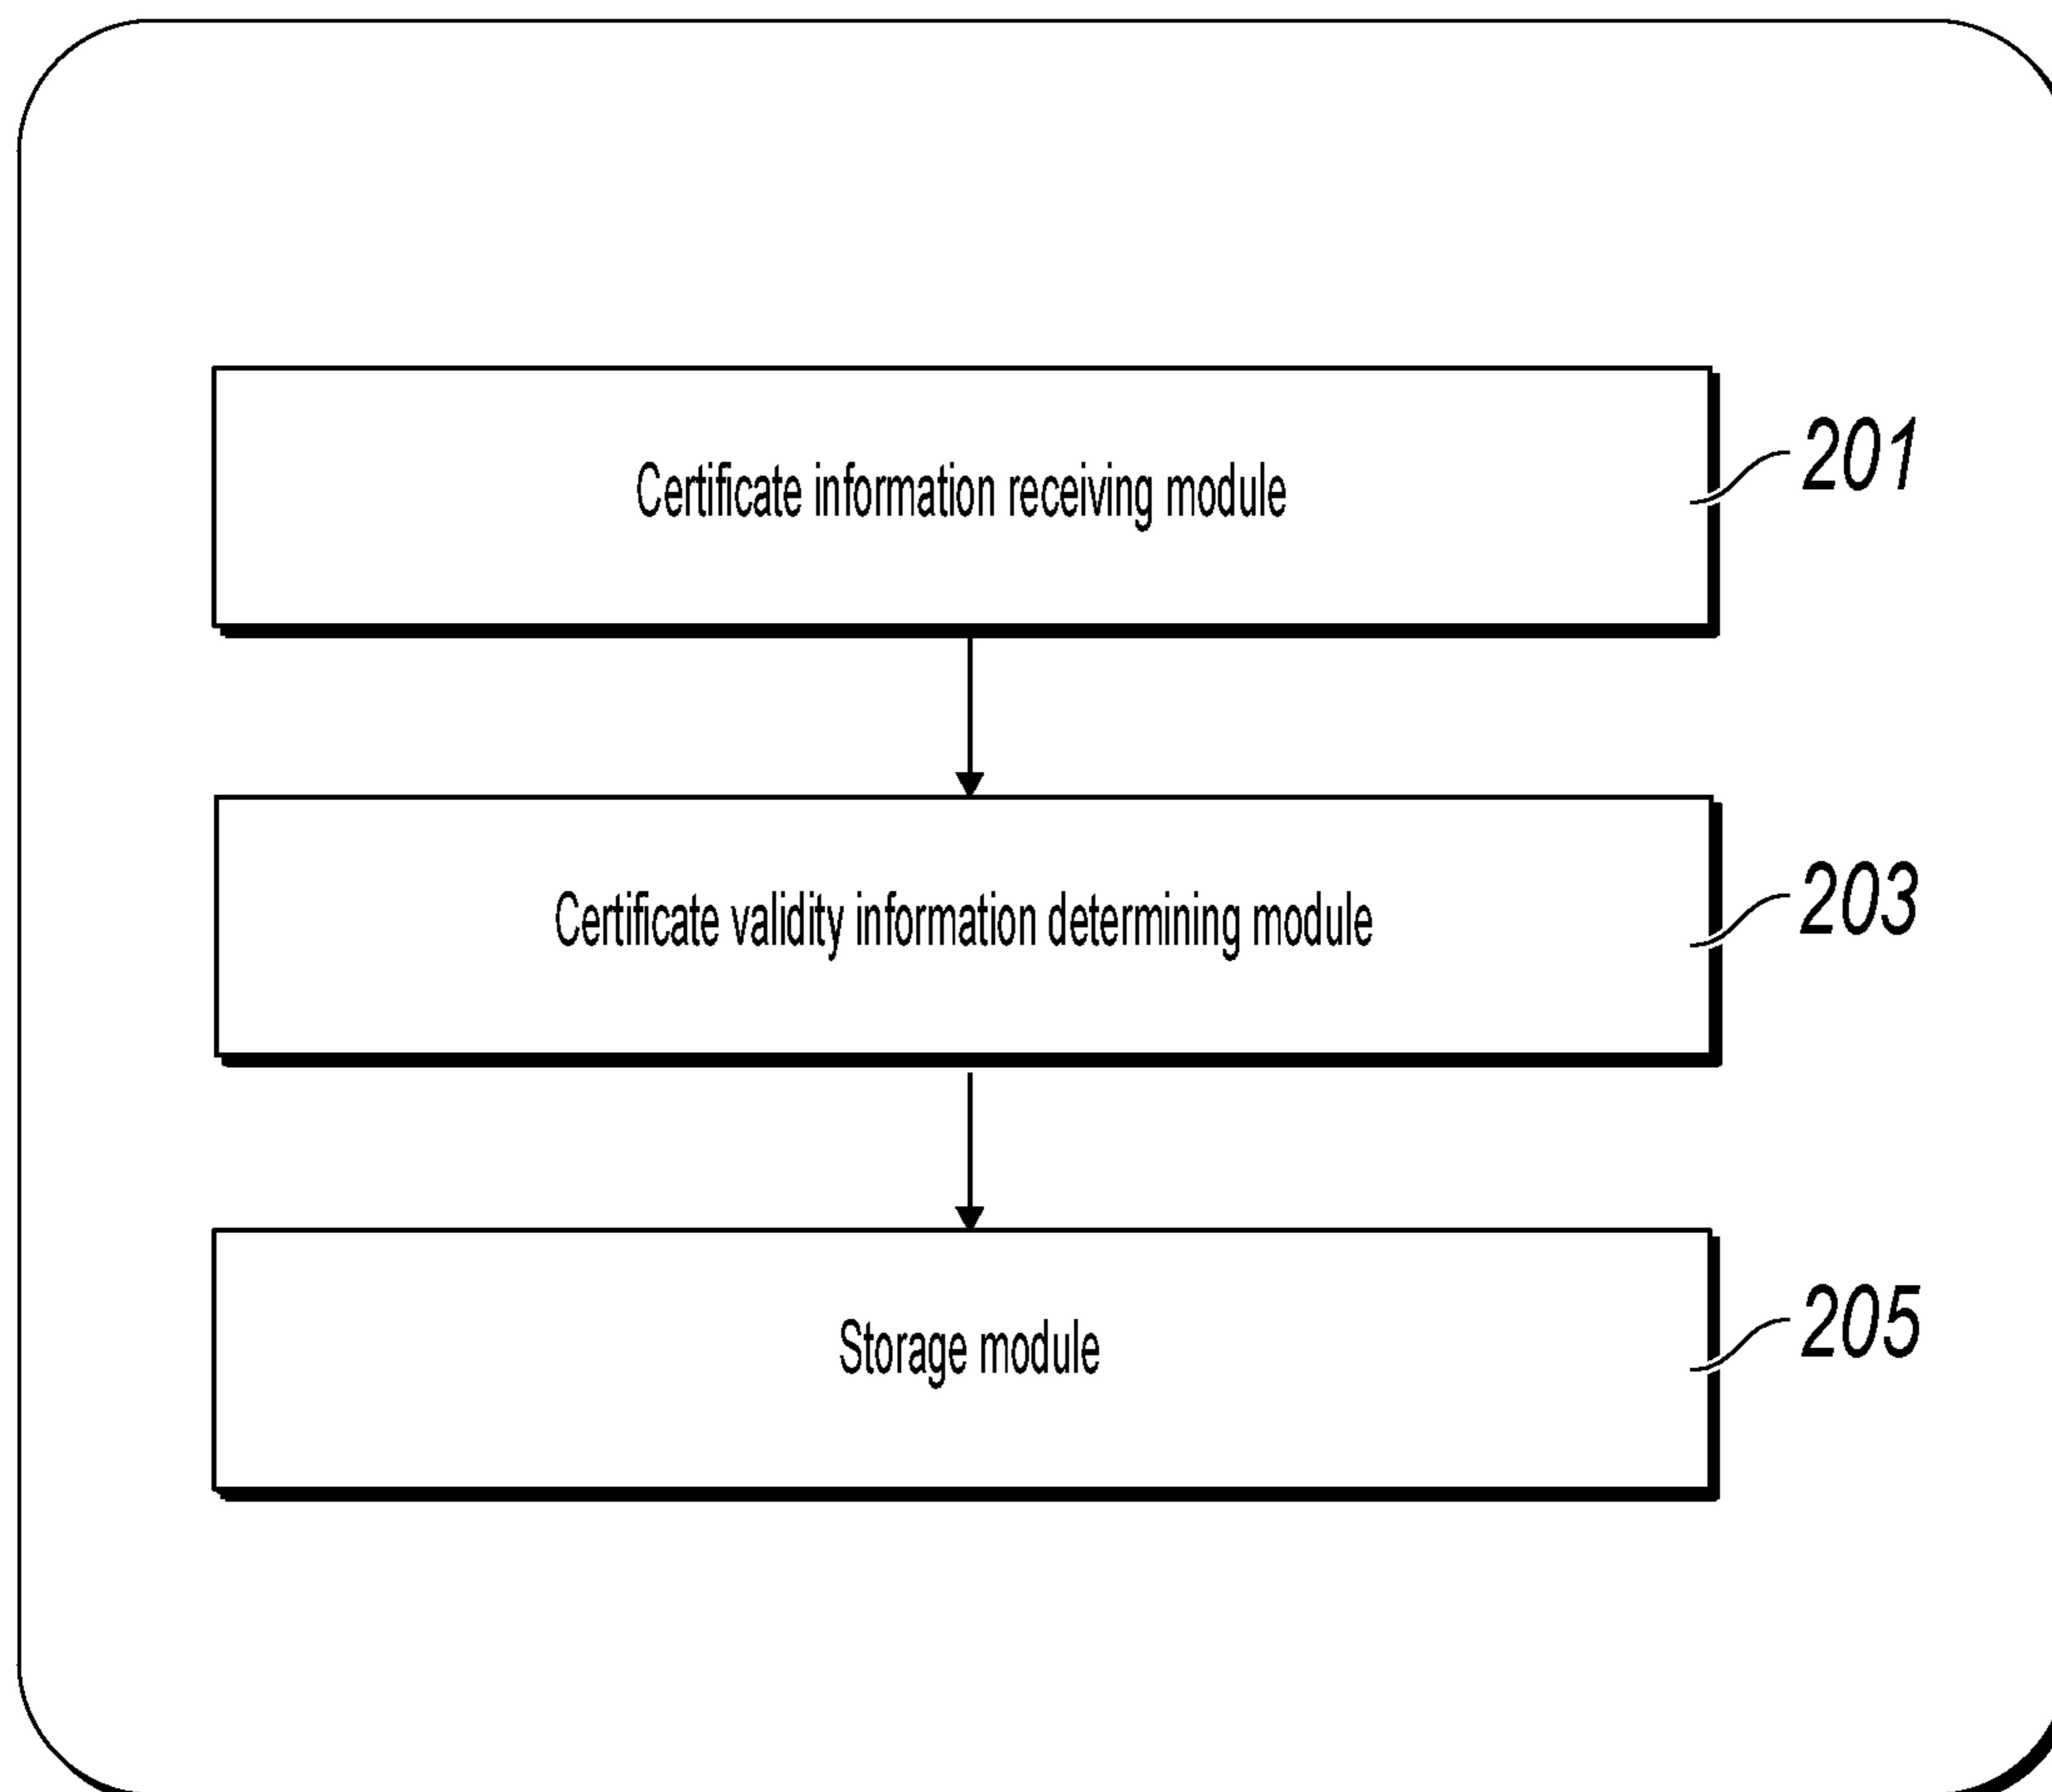 Certificate information receiving module
201
Certificate validity information determining module
203
Storage module
205